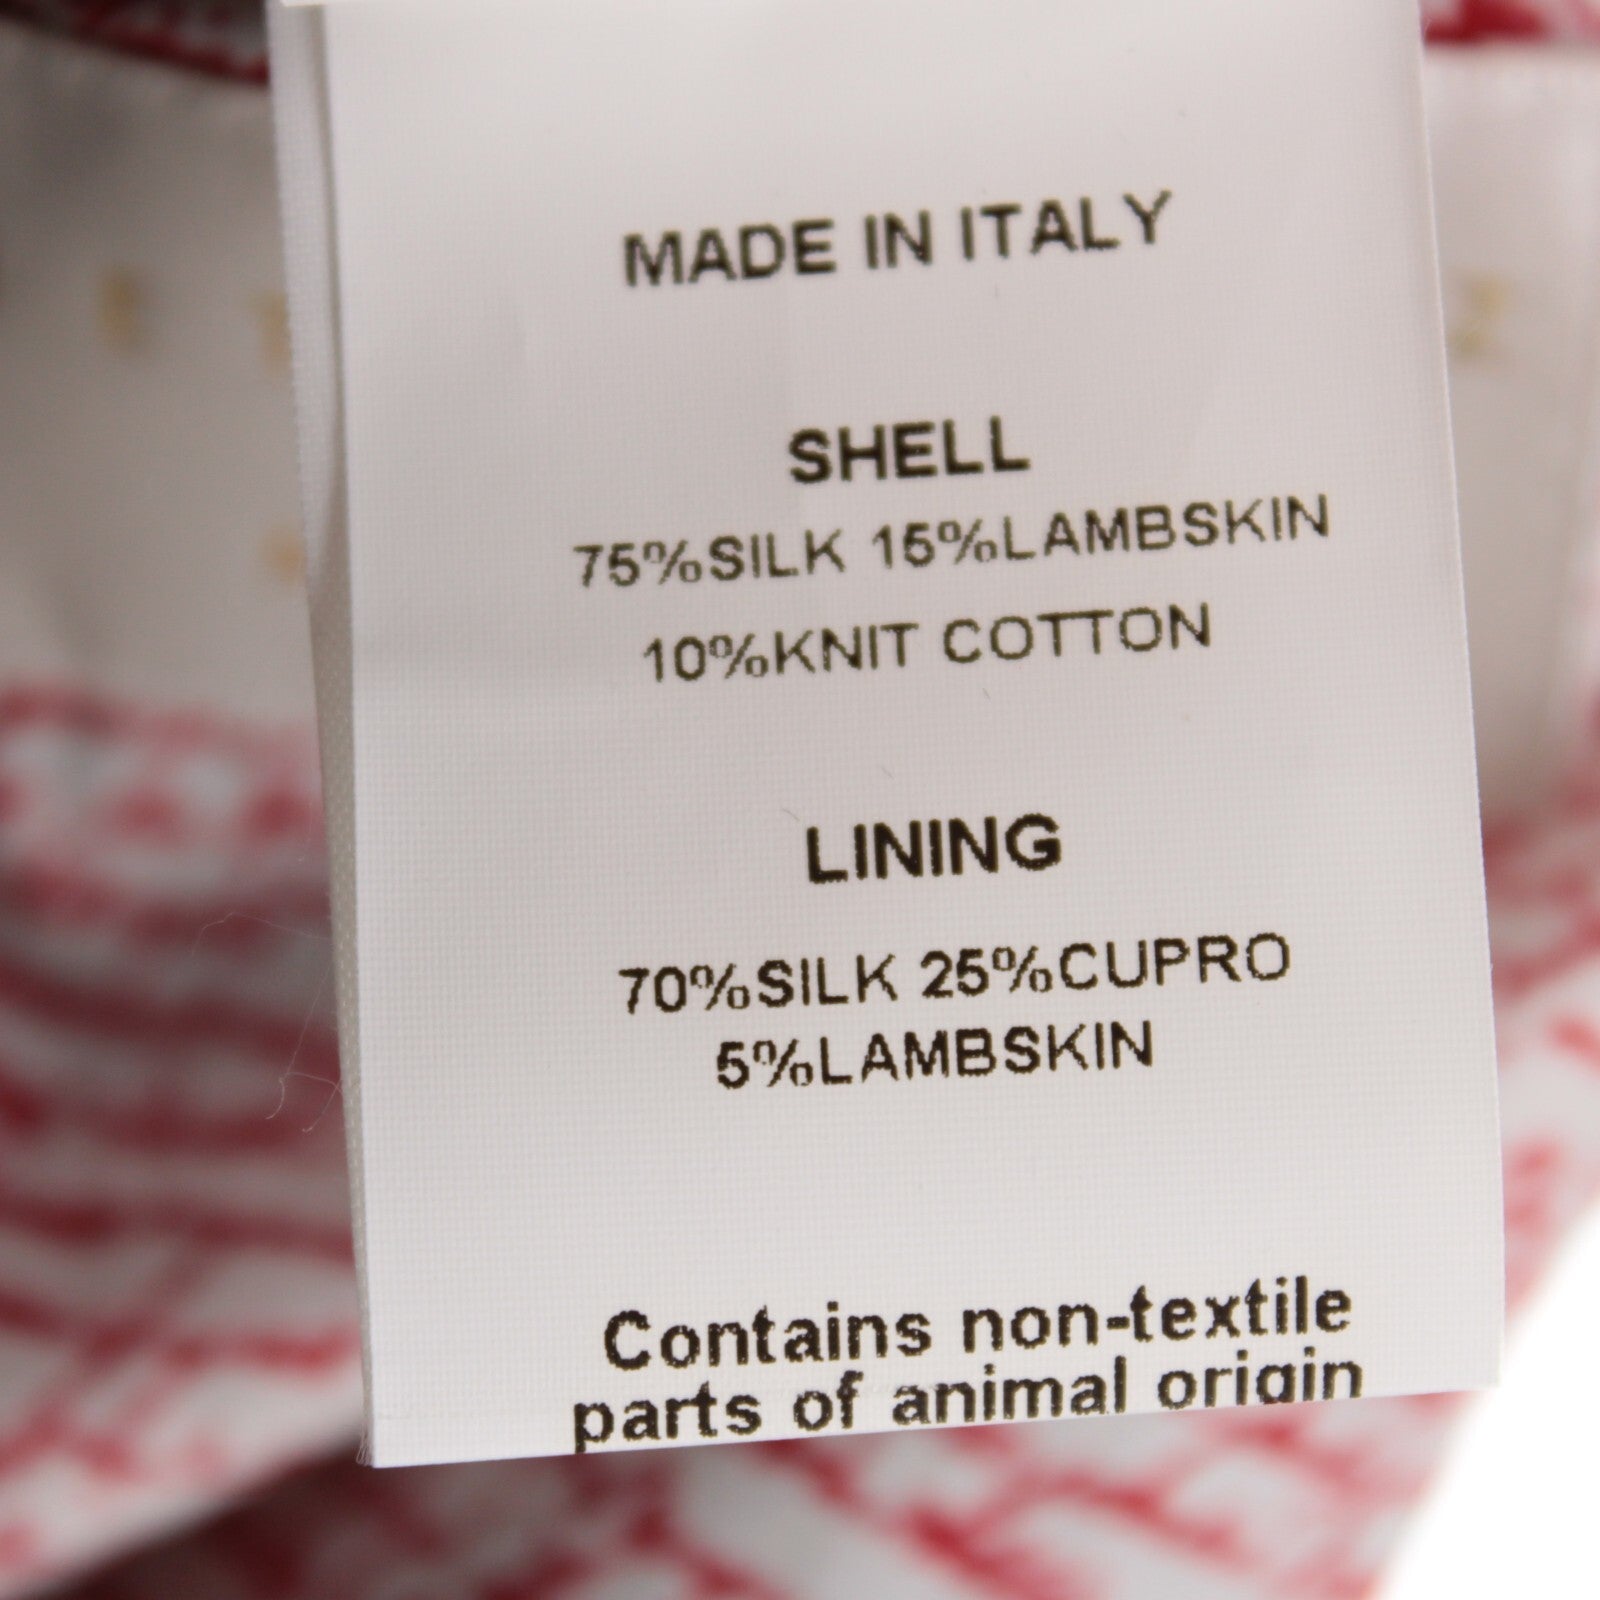 MADE IN ITALY
SHELL
75%SILK 15%LAMBSKIN
10%KNIT COTTON
LINING
70%SILK 25%CUPRO
5%LAMBSKIN
Contains non-textile
parts of animal origin